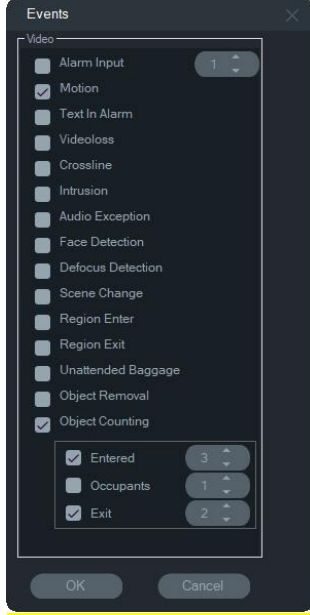 Events
Video
Alarm Input 1
Motion
Text In Alarm
Videoloss
Crossline
Intrusion
Audio Exception
Face Detection
Defocus Detection
Scene Change
Region Enter
Region Exit
Unattended Baggage
Object Removal
Object Counting
Entered 3
Occupants 1
Exit 2
OK Cancel